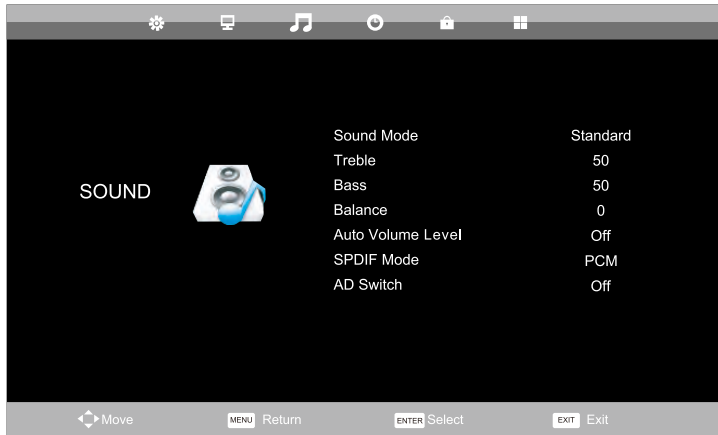 Sound Mode Standard
Treble 50
Bass 50
SOUND
Balance 0
Auto Volume Level Off
SPDIF Mode PCM
AD Switch Off
Move MENU Return ENTER Select EXIT Exit